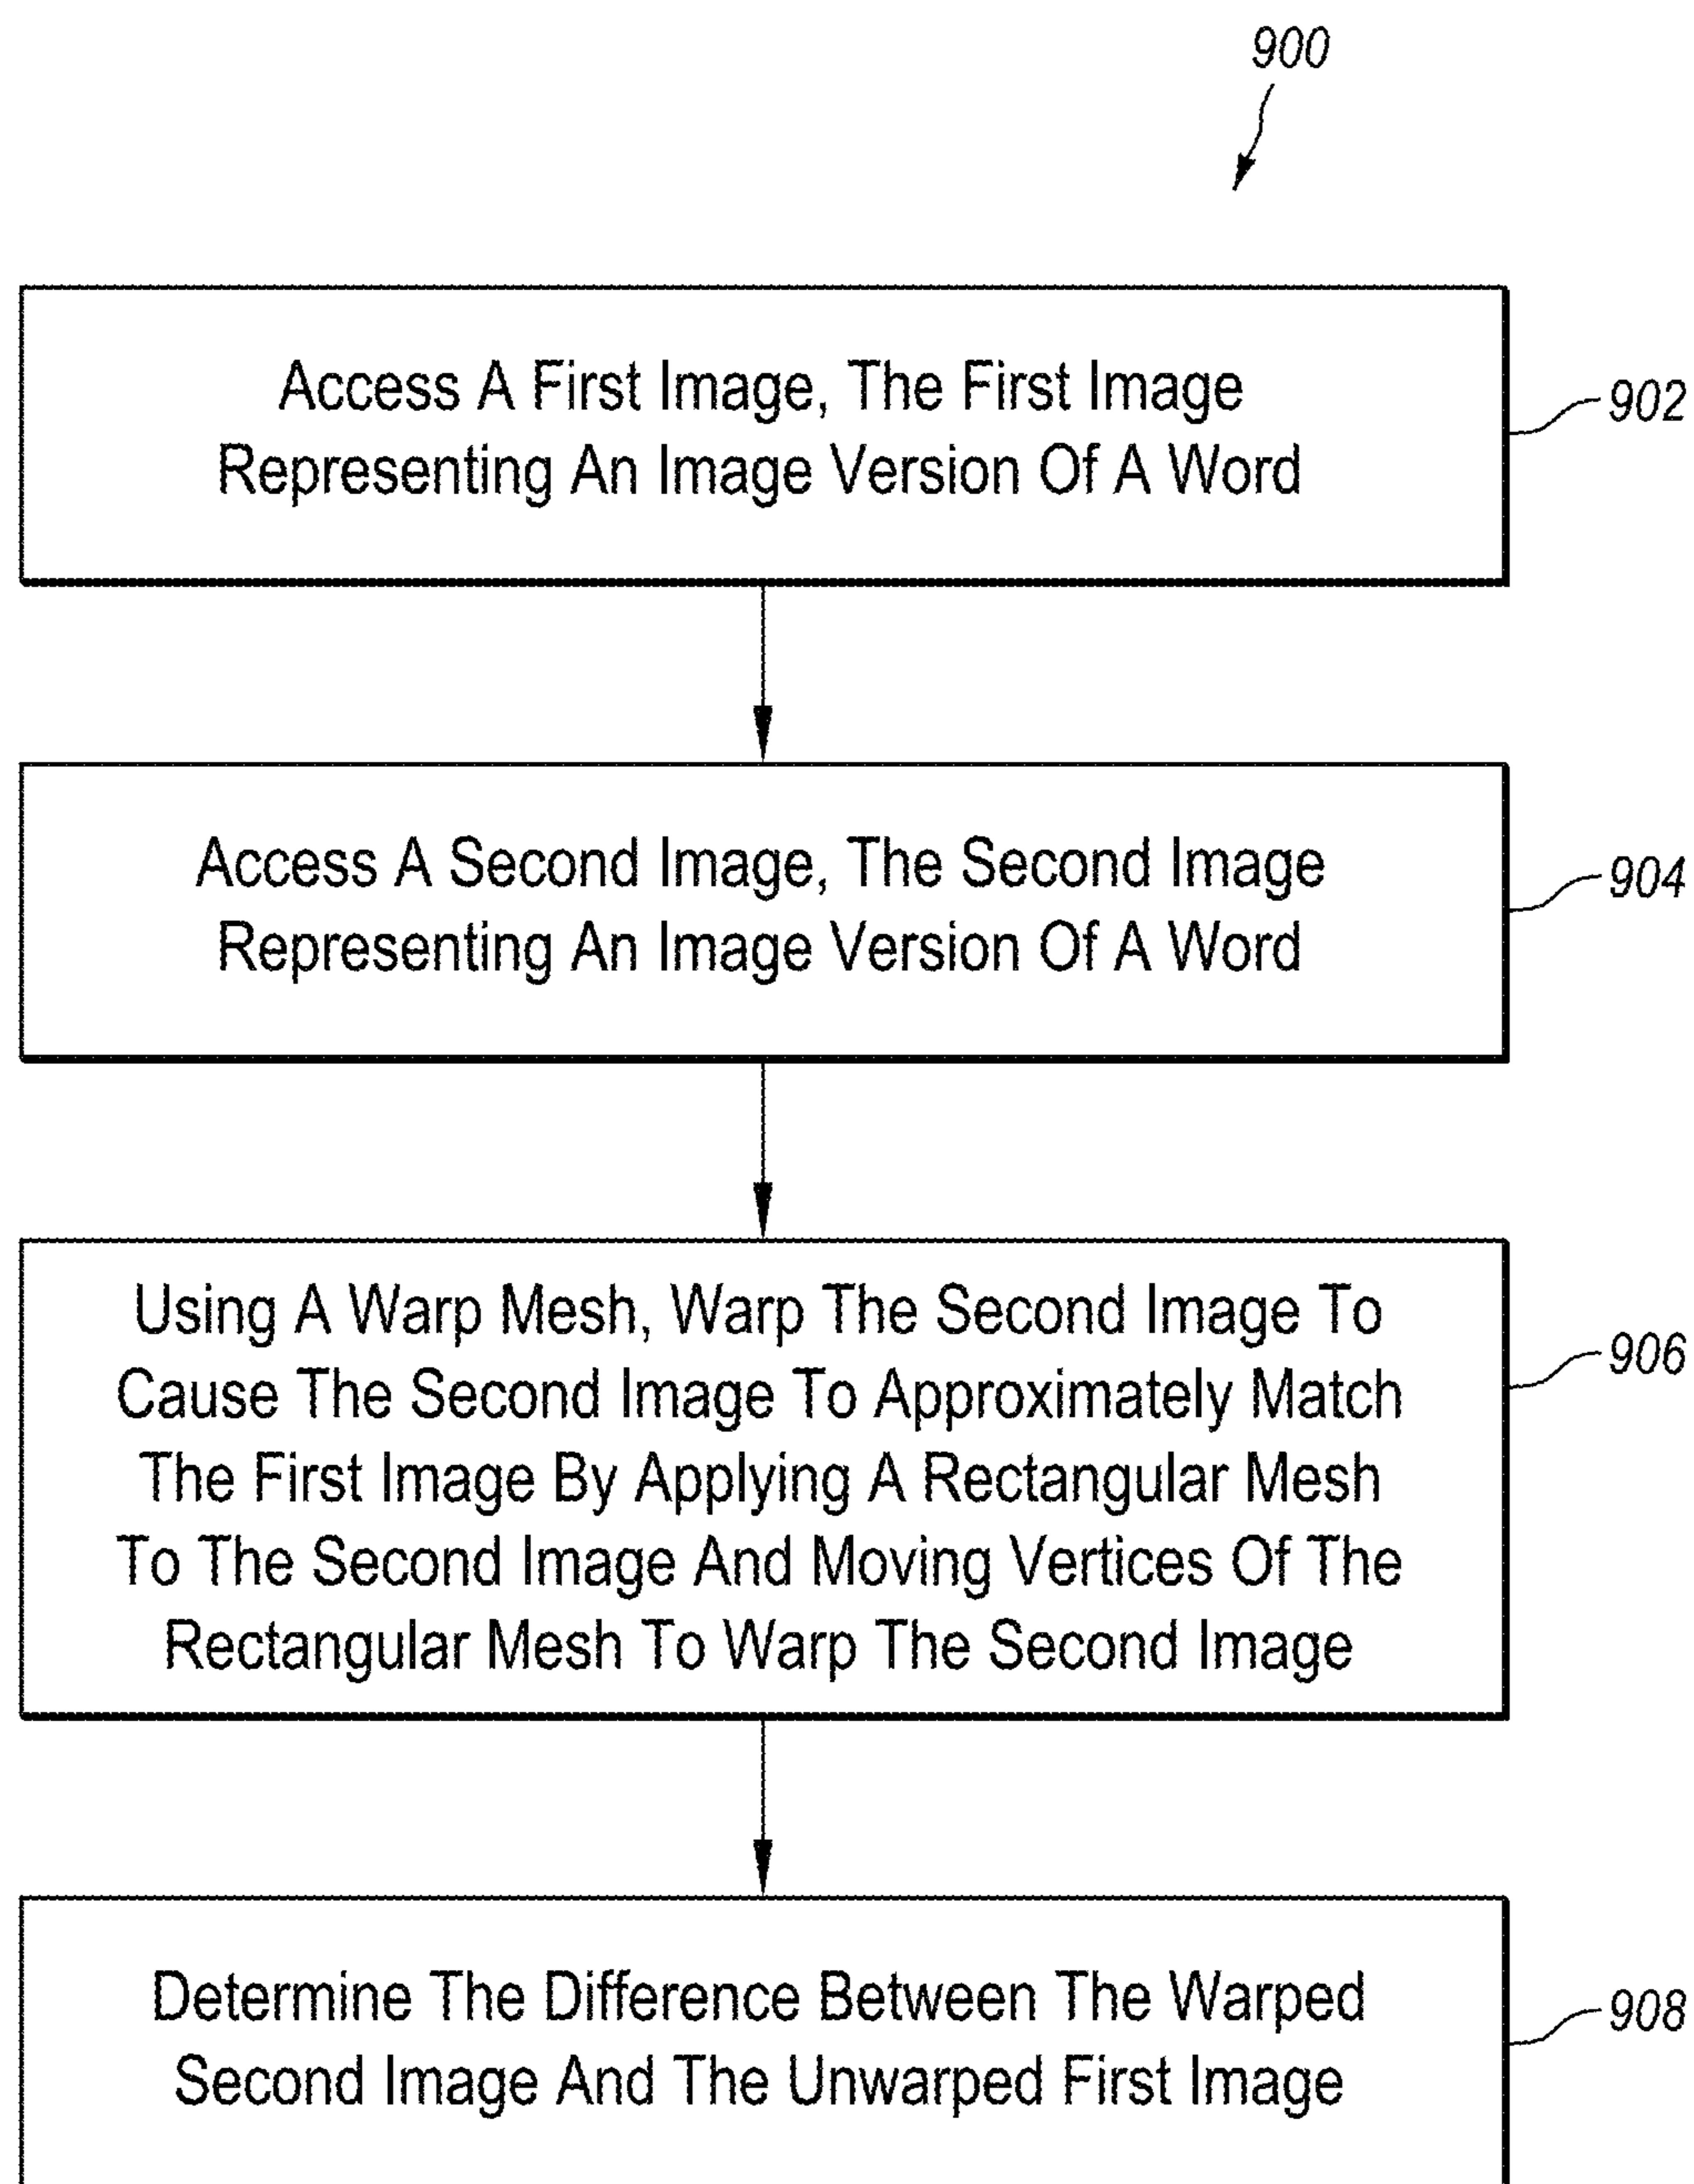 900
Access A First Image, The First Image
Representing An Image Version Of A Word
902
Access A Second Image, The Second Image
Representing An Image Version Of A Word
904
Using A Warp Mesh, Warp The Second Image To
Cause The Second Image To Approximately Match
The First Image By Applying A Rectangular Mesh
To The Second Image And Moving Vertices Of The
Rectangular Mesh To Warp The Second Image
906
Determine The Difference Between The Warped
Second Image And The Unwarped First Image
908